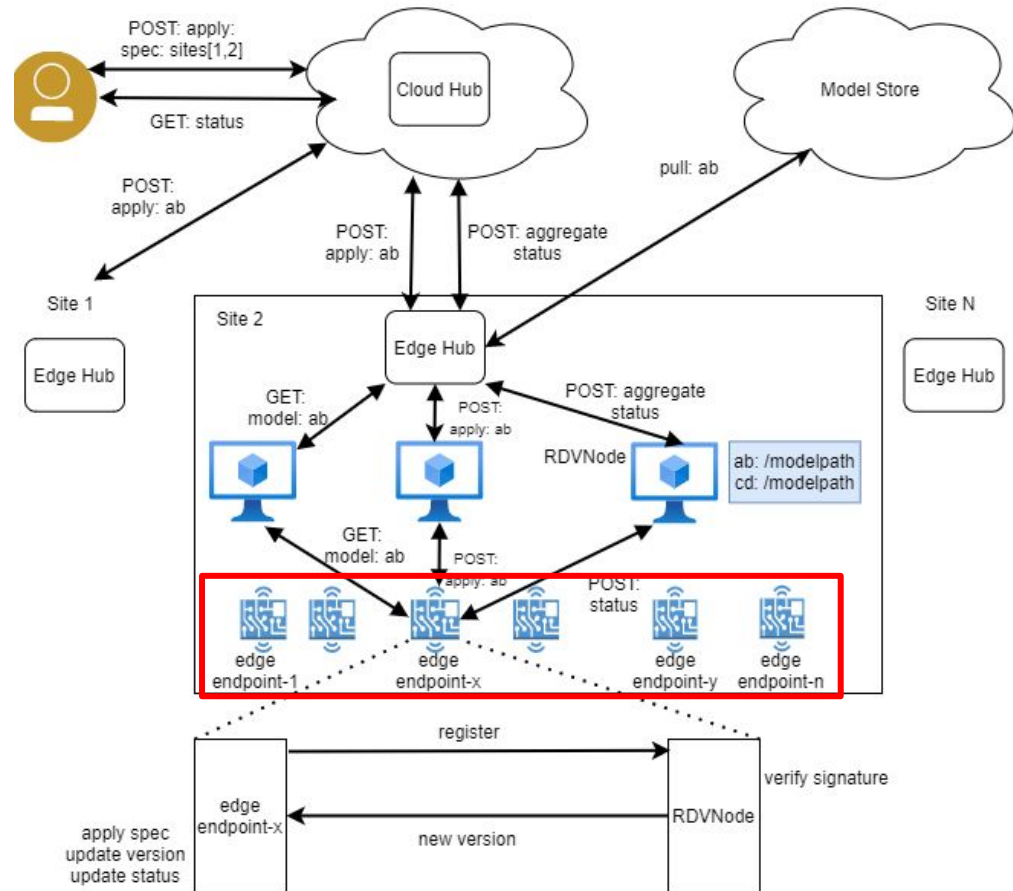 POST: apply:
spec: sites[1,2]
GET: status
Cloud Hub
Model Store
POST:
apply: ab
POST:
apply: ab
POST: aggregate
status
pull: ab
Site 1
Edge Hub
Site 2
Edge Hub
Site N
Edge Hub
GET:
model: ab
POST:
apply: ab
POST: aggregate
status
RDVNode
ab: /modelpath
cd: /modelpath
GET:
model: ab
POST:
apply: ab
POST:
status
edge
endpoint-1
edge
endpoint-x
edge
endpoint-y
edge
endpoint-n
register
edge
endpoint-x
RDVNode
verify signature
new version
apply spec
update version
update status